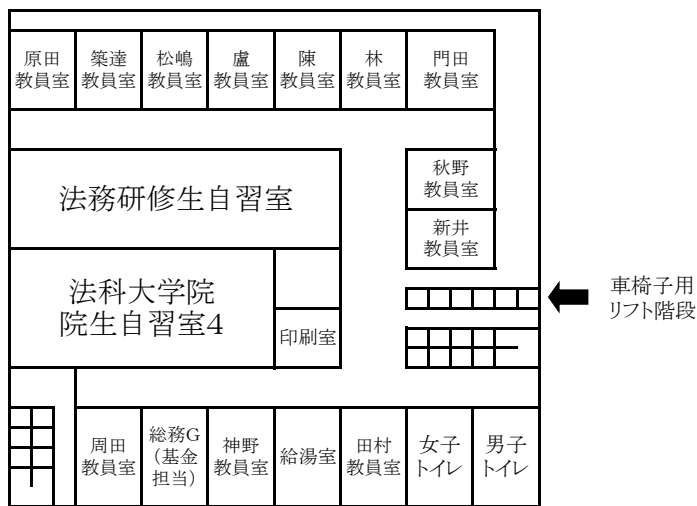 原田
教員室
築達
教員室
松嶋
教員室
盧
教員室
陳
教員室
林
教員室
門田
教員室
法務研修生自習室
秋野
教員室
新井
教員室
法科大学院
院生自習室4
印刷室
車椅子用
リフト階段
周田
教員室
総務G
(基金
担当)
神野
教員室
給湯室
田村
教員室
女子
トイレ
男子
トイレ